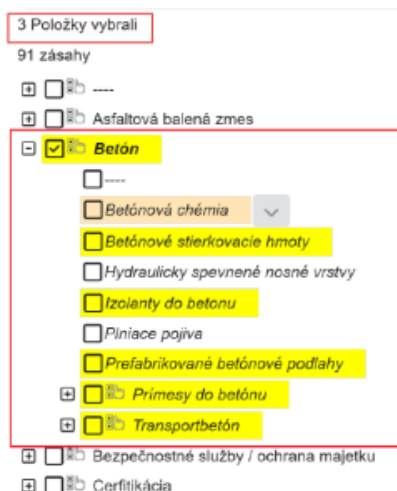 3 Položky vybrali
91 zásahy
----
Asfaltová balená zmes
Betón
----
Betónová chémia
Betónové stierkovacie hmoty
Hydraulicky spevnené nosné vrstvy
Izolanty do betonu
Plniace pojiva
Prefabrikované betónové podlahy
Prímesy do betónu
Transportbetón
Bezpečnostné služby / ochrana majetku
Certifikácia